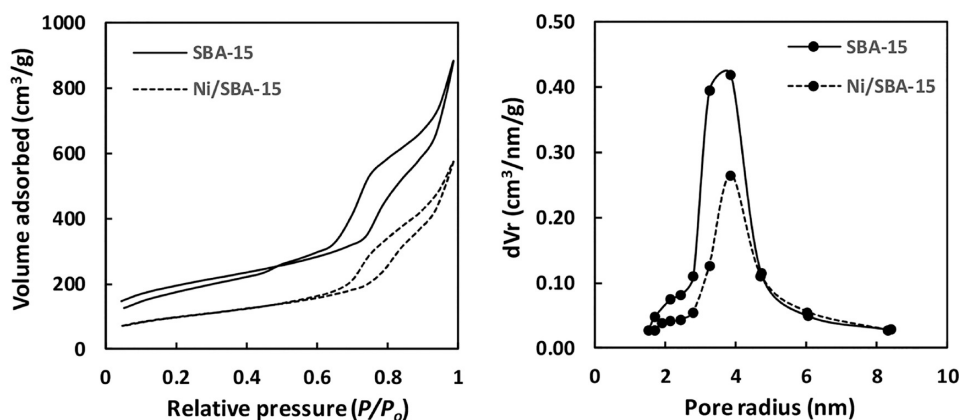 Volume adsorbed (cm³/g)
1000
800
600
400
200
0
SBA-15
Ni/SBA-15
0 0.2 0.4 0.6 0.8 1
Relative pressure (P/Po)
dVr (cm³/nm/g)
0.50
0.40
0.30
0.20
0.10
0.00
SBA-15
Ni/SBA-15
0 2 4 6 8 10
Pore radius (nm)